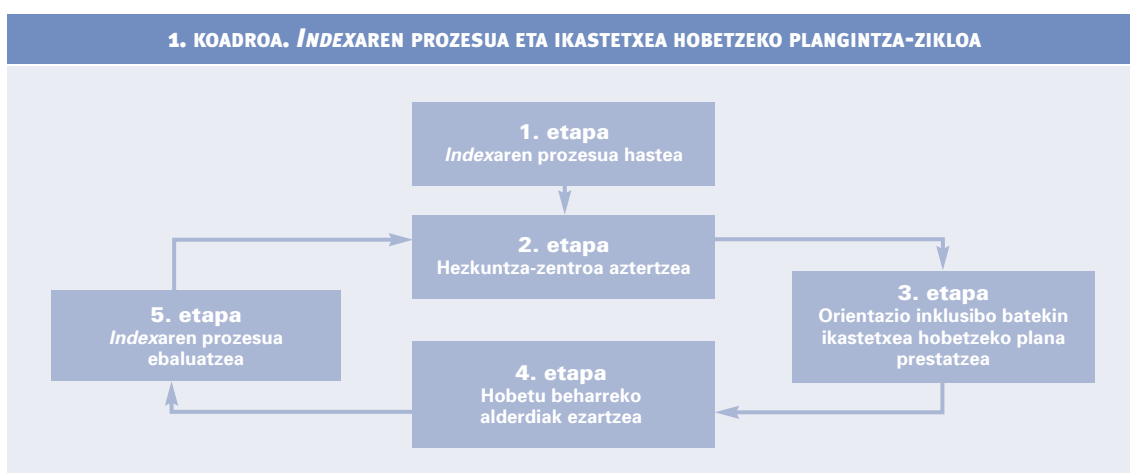 1. KOADROA. INDEXAREN PROZESUA ETA IKASTETXEA HOBETZEKO PLANGINTZA-ZIKLOA
1. etapa
Indexaren prozesua hastea
2. etapa
Hezkuntza-zentroa aztertzea
3. etapa
Orientazio inklusibo batekin
ikastetxea hobetzeko plana
prestatzea
4. etapa
Hobetu beharreko
alderdiak ezartzea
5. etapa
Indexaren prozesua
ebaluatzea